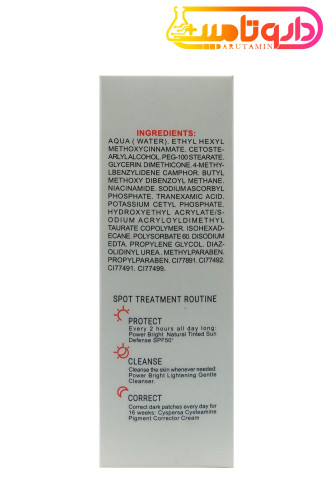 داروتامین
DARUTAMIN
INGREDIENTS:
AQUA ( WATER). ETHYL HEXYL
METHOXYCINNAMATE. CETOSTE-
ARLYLALCOHOL. PEG-100 STEARATE.
GLYCERIN. DIMETHICONE. 4-METHY-
LBENZYLIDENE CAMPHOR. BUTYL
METHOXY DIBENZOYL METHANE.
NIACINAMIDE. SODIUM ASCORBYL
PHOSPHATE. TRANEXAMIC ACID.
POTASSIUM CETYL PHOSPHATE.
HYDROXYETHYL ACRYLATE/S-
ODIUM ACRYLOYLDIMETHYL
TAURATE COPOLYMER. ISOHEXAD-
ECANE. POLYSORBATE 60. DISODIUM
EDTA. PROPYLENE GLYCOL. DIAZ-
OLIDINYL UREA. METHYLPARABEN.
PROPYLPARABEN. CI77891. CI77492.
CI77491. CI77499.
SPOT TREATMENT ROUTINE
PROTECT
Every 2 hours all day long:
Power Bright Natural Tinted Sun
Defense SPF50+
CLEANSE
Cleanse the skin whenever needed:
Power Bright Lightening Gentle
Cleanser.
CORRECT
Correct dark patches every day for
16 weeks: Cyspersa Cysteamine
Pigment Corrector Cream